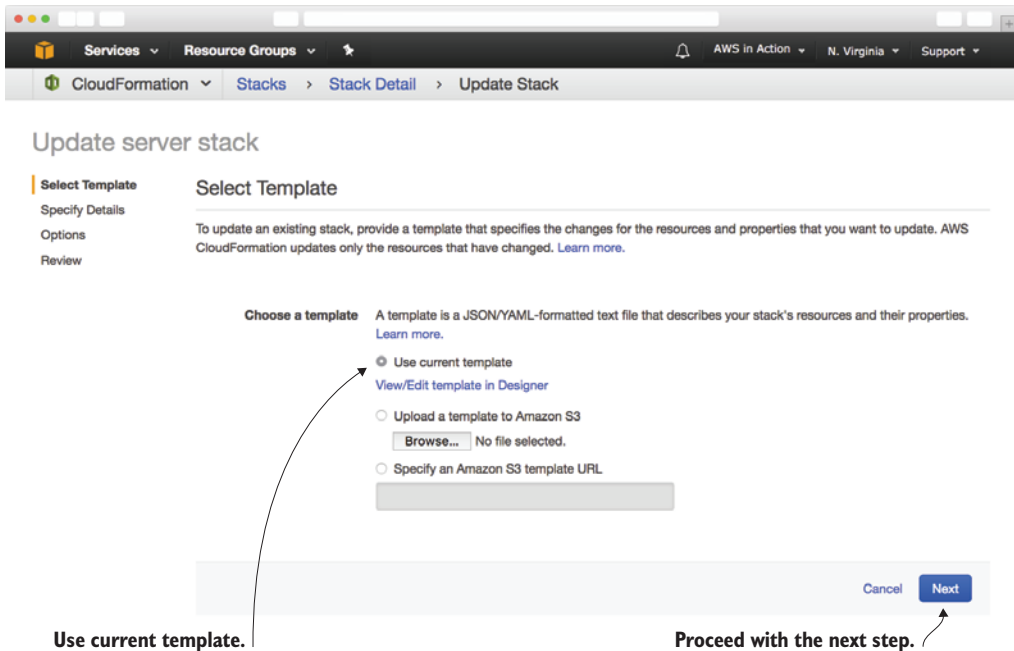 Services Resource Groups AWS in Action N. Virginia Support
CloudFormation Stacks › Stack Detail › Update Stack
Update server stack
Select Template
Specify Details
Options
Review
Select Template
To update an existing stack, provide a template that specifies the changes for the resources and properties that you want to update. AWS
CloudFormation updates only the resources that have changed. Learn more.
Choose a template
A template is a JSON/YAML-formatted text file that describes your stack's resources and their properties.
Learn more.
Use current template
View/Edit template in Designer
Upload a template to Amazon S3
Browse... No file selected.
Specify an Amazon S3 template URL
Cancel Next
Use current template.
Proceed with the next step.